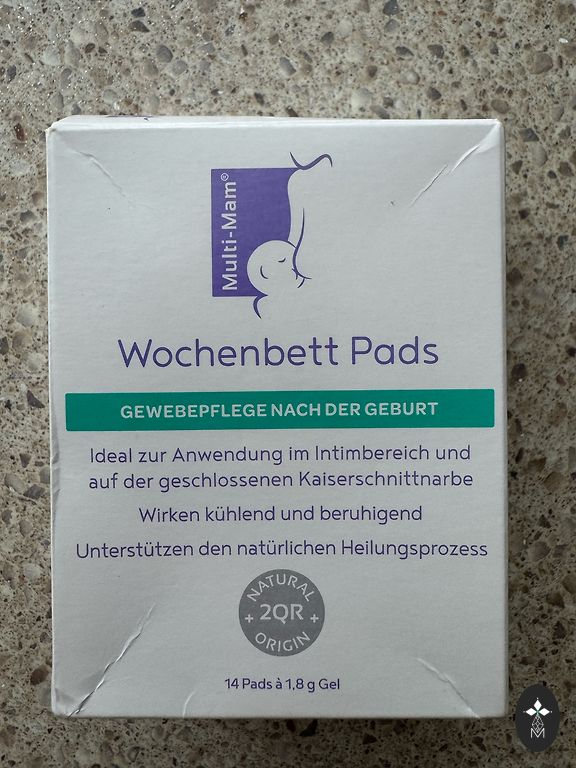 Multi-Mam®
Wochenbett Pads
GEWEBEPFLEGE NACH DER GEBURT
Ideal zur Anwendung im Intimbereich und
auf der geschlossenen Kaiserschnittnarbe
Wirken kühlend und beruhigend
Unterstützen den natürlichen Heilungsprozess
NATURAL
+ 2QR +
ORIGIN
14 Pads à 1,8 g Gel
M